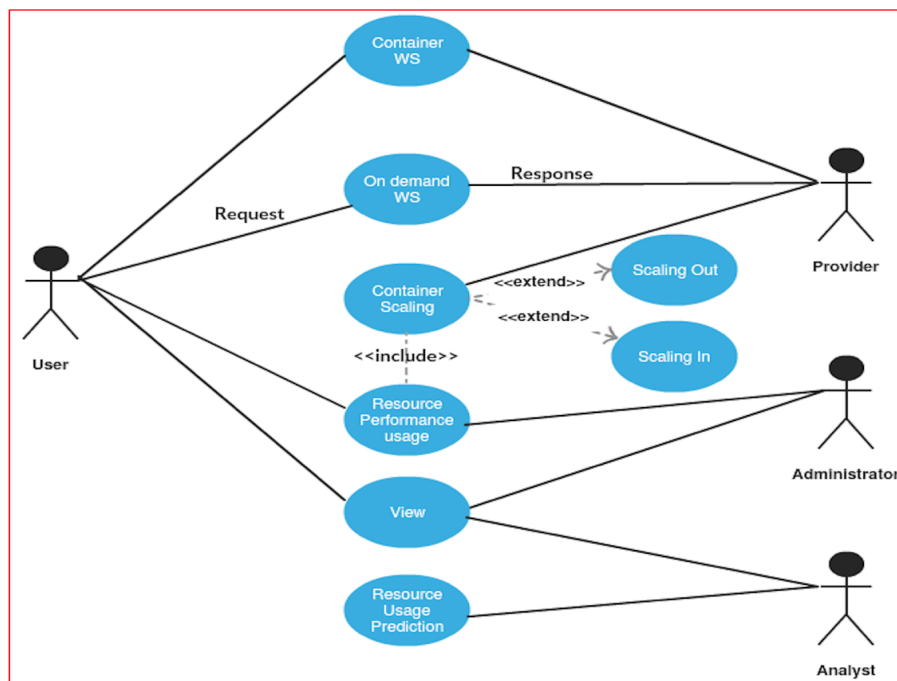 Container
WS
On demand
WS
Response
Request
Provider
Container
Scaling
<<extend>>
Scaling Out
<<extend>>
Scaling In
User
<<include>>
Resource
Performance
usage
Administrator
View
Resource
Usage
Prediction
Analyst